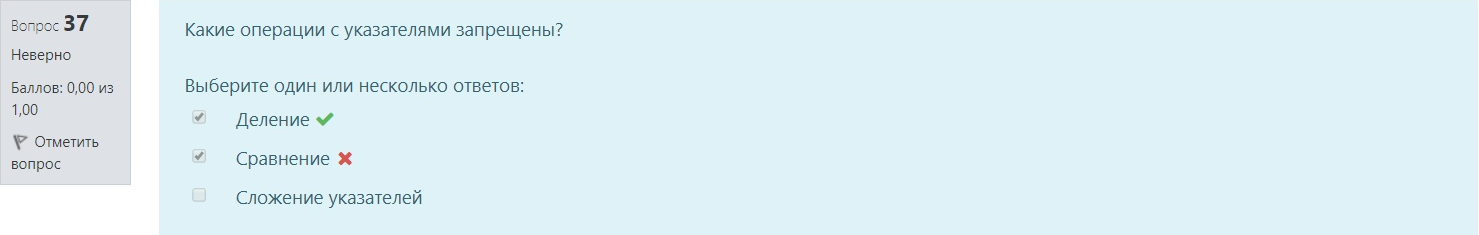 Вопрос 37
Неверно
Баллов: 0,00 из
1,00
Отметить
вопрос
Какие операции с указателями запрещены?
Выберите один или несколько ответов:
Деление
Сравнение
Сложение указателей